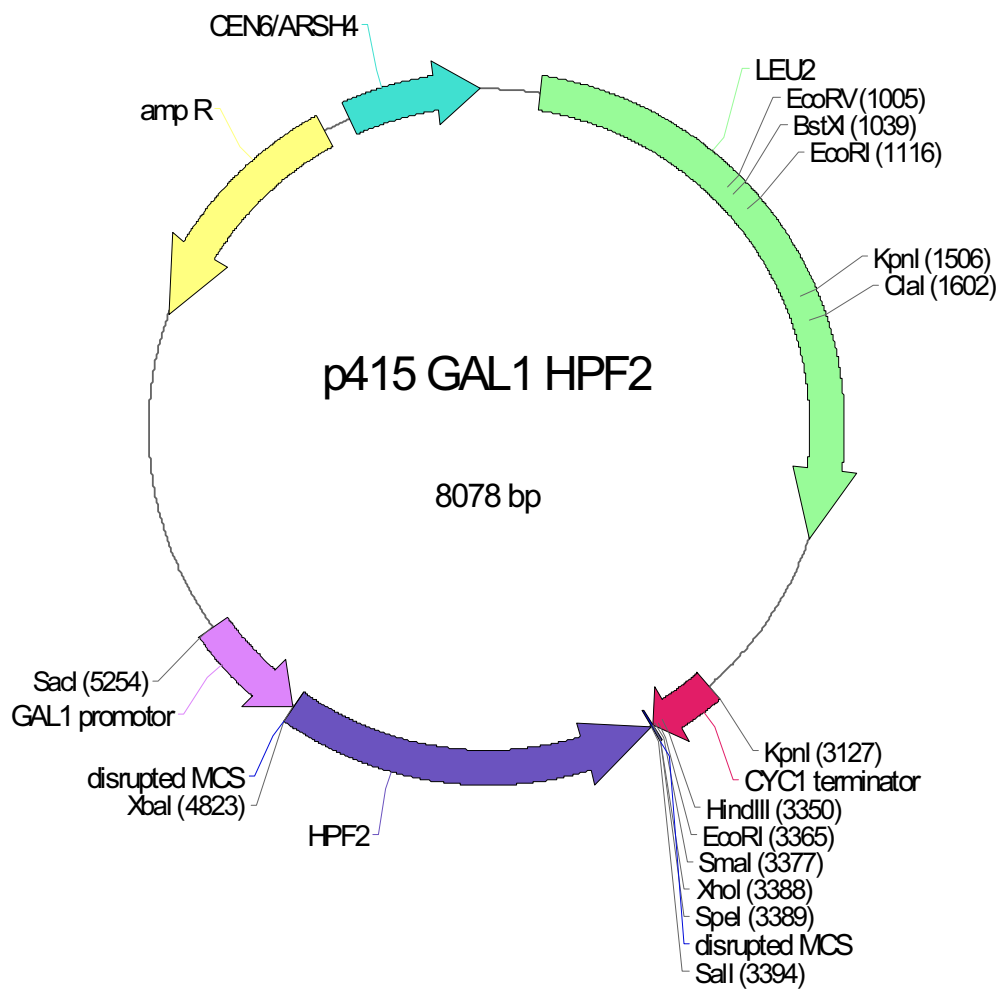 CEN6/ARSH4
LEU2
amp R
EcoRV (1005)
BstXI (1039)
EcoRI (1116)
KpnI (1506)
ClaI (1602)
p415 GAL1 HPF2
8078 bp
SacI (5254)
GAL1 promotor
disrupted MCS
XbaI (4823)
HPF2
KpnI (3127)
CYC1 terminator
HindIII (3350)
EcoRI (3365)
SmaI (3377)
XhoI (3388)
SpeI (3389)
disrupted MCS
SalI (3394)